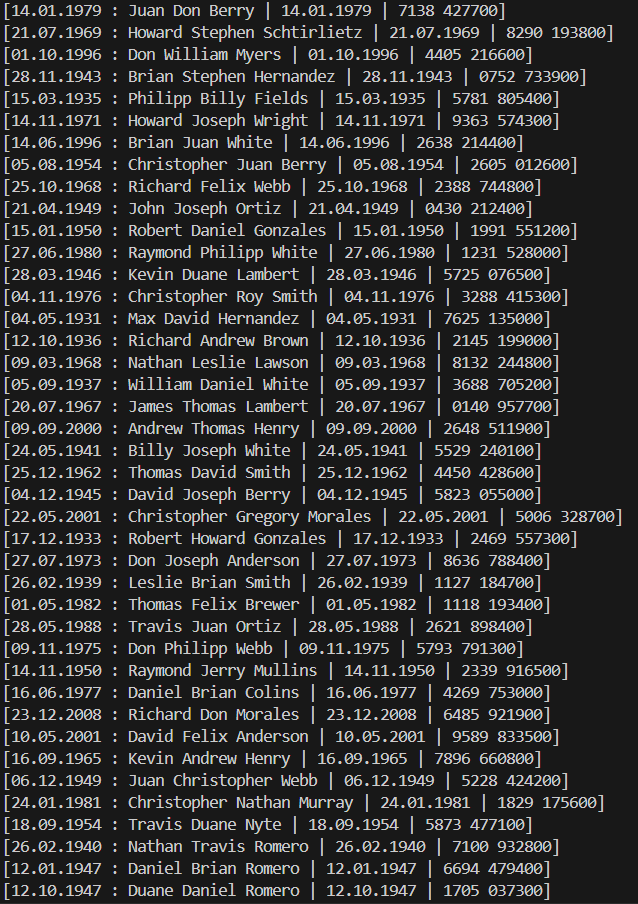 [14.01.1979 : Juan Don Berry | 14.01.1979 | 7138 427700]
[21.07.1969 : Howard Stephen Schtirlietz | 21.07.1969 | 8290 193800]
[01.10.1996 : Don William Myers | 01.10.1996 | 4405 216600]
[28.11.1943 : Brian Stephen Hernandez | 28.11.1943 | 0752 733900]
[15.03.1935 : Philipp Billy Fields | 15.03.1935 | 5781 805400]
[14.11.1971 : Howard Joseph Wright | 14.11.1971 | 9363 574300]
[14.06.1996 : Brian Juan White | 14.06.1996 | 2638 214400]
[05.08.1954 : Christopher Juan Berry | 05.08.1954 | 2605 012600]
[25.10.1968 : Richard Felix Webb | 25.10.1968 | 2388 744800]
[21.04.1949 : John Joseph Ortiz | 21.04.1949 | 0430 212400]
[15.01.1950 : Robert Daniel Gonzales | 15.01.1950 | 1991 551200]
[27.06.1980 : Raymond Philipp White | 27.06.1980 | 1231 528000]
[28.03.1946 : Kevin Duane Lambert | 28.03.1946 | 5725 076500]
[04.11.1976 : Christopher Roy Smith | 04.11.1976 | 3288 415300]
[04.05.1931 : Max David Hernandez | 04.05.1931 | 7625 135000]
[12.10.1936 : Richard Andrew Brown | 12.10.1936 | 2145 199000]
[09.03.1968 : Nathan Leslie Lawson | 09.03.1968 | 8132 244800]
[05.09.1937 : William Daniel White | 05.09.1937 | 3688 705200]
[20.07.1967 : James Thomas Lambert | 20.07.1967 | 0140 957700]
[09.09.2000 : Andrew Thomas Henry | 09.09.2000 | 2648 511900]
[24.05.1941 : Billy Joseph White | 24.05.1941 | 5529 240100]
[25.12.1962 : Thomas David Smith | 25.12.1962 | 4450 428600]
[04.12.1945 : David Joseph Berry | 04.12.1945 | 5823 055000]
[22.05.2001 : Christopher Gregory Morales | 22.05.2001 | 5006 328700]
[17.12.1933 : Robert Howard Gonzales | 17.12.1933 | 2469 557300]
[27.07.1973 : Don Joseph Anderson | 27.07.1973 | 8636 788400]
[26.02.1939 : Leslie Brian Smith | 26.02.1939 | 1127 184700]
[01.05.1982 : Thomas Felix Brewer | 01.05.1982 | 1118 193400]
[28.05.1988 : Travis Juan Ortiz | 28.05.1988 | 2621 898400]
[09.11.1975 : Don Philipp Webb | 09.11.1975 | 5793 791300]
[14.11.1950 : Raymond Jerry Mullins | 14.11.1950 | 2339 916500]
[16.06.1977 : Daniel Brian Colins | 16.06.1977 | 4269 753000]
[23.12.2008 : Richard Don Morales | 23.12.2008 | 6485 921900]
[10.05.2001 : David Felix Anderson | 10.05.2001 | 9589 833500]
[16.09.1965 : Kevin Andrew Henry | 16.09.1965 | 7896 660800]
[06.12.1949 : Juan Christopher Webb | 06.12.1949 | 5228 424200]
[24.01.1981 : Christopher Nathan Murray | 24.01.1981 | 1829 175600]
[18.09.1954 : Travis Duane Nyte | 18.09.1954 | 5873 477100]
[26.02.1940 : Nathan Travis Romero | 26.02.1940 | 7100 932800]
[12.01.1947 : Daniel Brian Romero | 12.01.1947 | 6694 479400]
[12.10.1947 : Duane Daniel Romero | 12.10.1947 | 1705 037300]